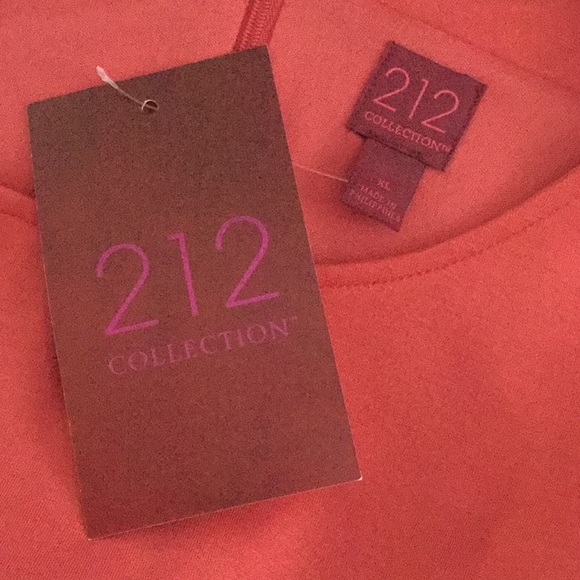 212
COLLECTION™
XL
MADE IN
PHILIPPINES
212
COLLECTION™